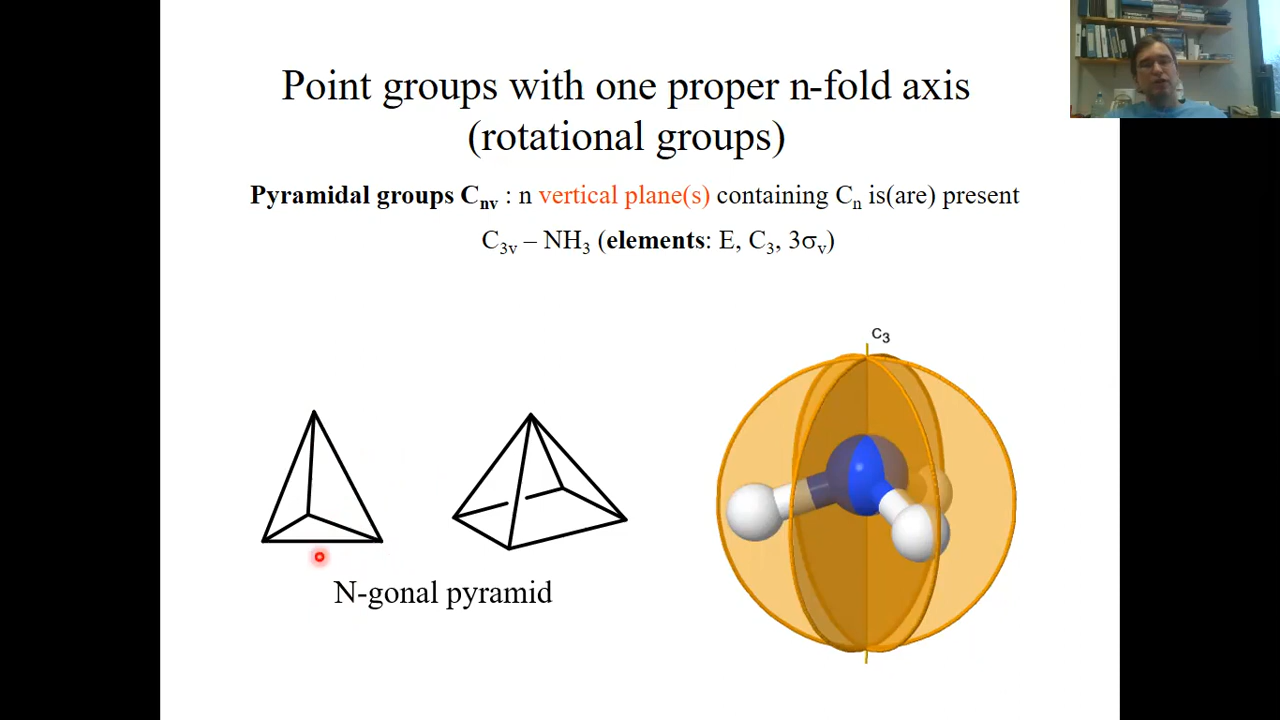 Point groups with one proper n-fold axis
(rotational groups)
Pyramidal groups Cnv : n vertical plane(s) containing Cn is(are) present
C3v – NH3 (elements: E, C3, 3σv)
C3
N-gonal pyramid